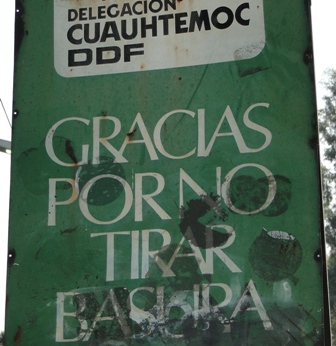 DELEGACION
CUAUHTEMOC
DDF
GRACIAS
POR NO
TIRAR
BASURA